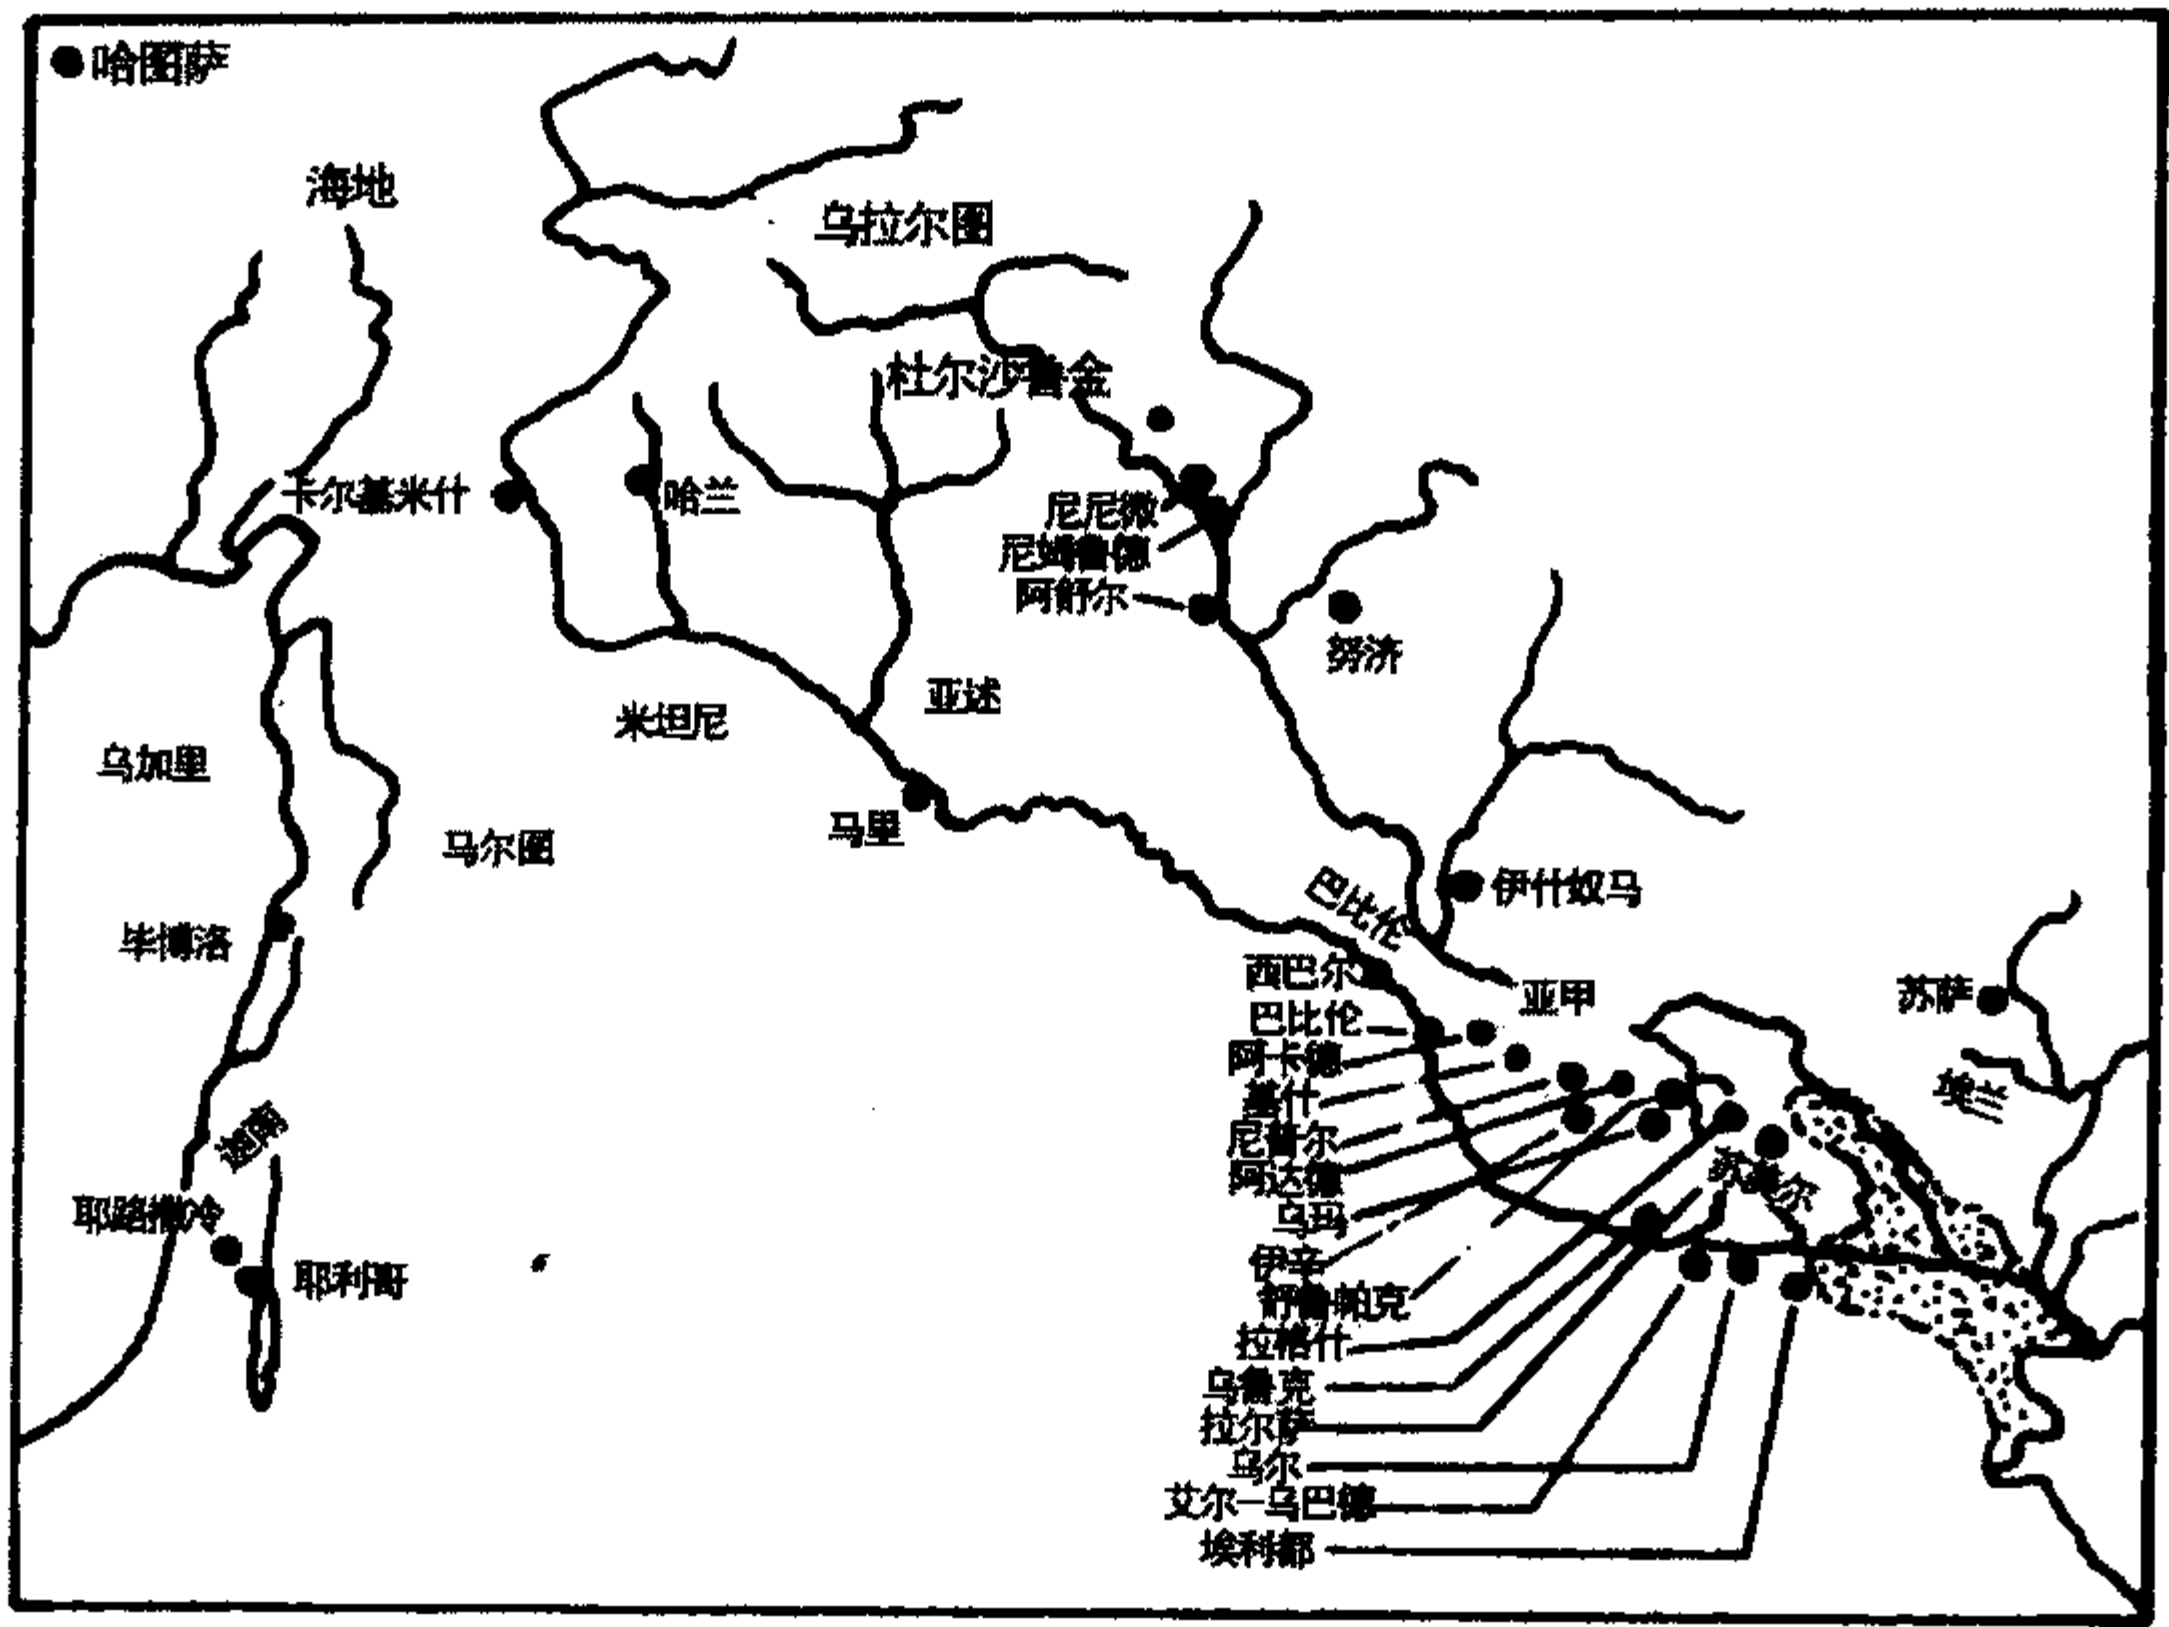 哈图萨
海地
乌拉尔图
杜尔沙鲁金
卡尔基米什
哈兰
尼尼微
尼姆鲁德
阿舒尔
努济
米坦尼
亚述
乌加里
马里
马尔图
巴比伦
伊什奴马
毕博洛
西巴尔
亚甲
苏萨
巴比伦
阿卡德
基什
埃兰
尼普尔
迦南
阿达德
苏美尔
耶路撒冷
乌玛
伊辛
耶利哥
舒鲁帕克
拉格什
乌鲁克
拉尔萨
乌尔
艾尔-乌巴德
埃利都